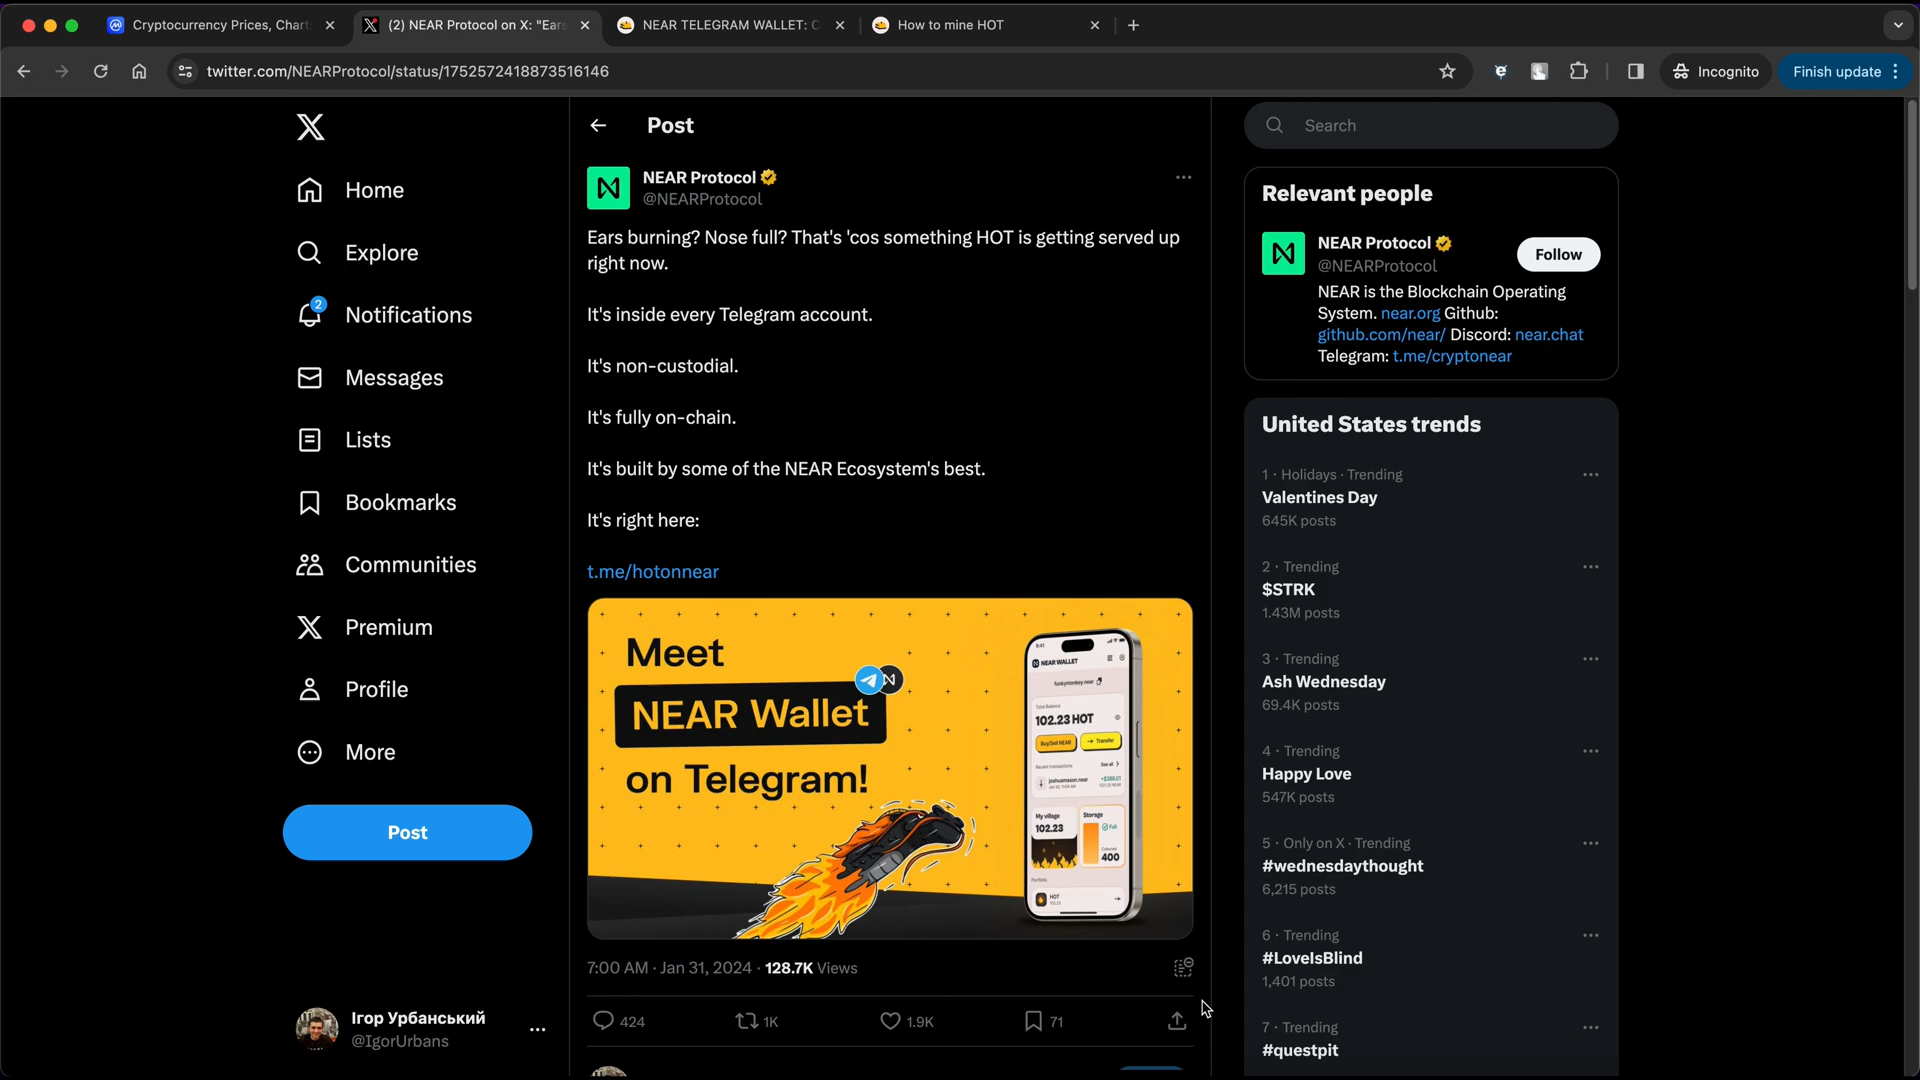 Cryptocurrency Prices, Chart
(2) NEAR Protocol on X: "Ears
NEAR TELEGRAM WALLET: C
How to mine HOT
twitter.com/NEARProtocol/status/1752572418873516146
Incognito
Finish update
Home
Explore
2
Notifications
Messages
Lists
Bookmarks
Communities
Premium
Profile
More
Post
Ігор Урбанський
@IgorUrbans
Post
NEAR Protocol
@NEARProtocol
Ears burning? Nose full? That's 'cos something HOT is getting served up
right now.
It's inside every Telegram account.
It's non-custodial.
It's fully on-chain.
It's built by some of the NEAR Ecosystem's best.
It's right here:
t.me/hotonnear
Meet
NEAR Wallet
on Telegram!
9:41
NEAR WALLET
funkymonkey.near
Total Balance
102.23 HOT
Buy/Sell NEAR
Transfer
Recent transactions
See all
joshuamason.near
+$388.01
My village
102.23
Storage
Full
Collected
400
Portfolio
HOT
7:00 AM · Jan 31, 2024 · 128.7K Views
424
1K
1.9K
71
Search
Relevant people
NEAR Protocol
@NEARProtocol
Follow
NEAR is the Blockchain Operating
System. near.org Github:
github.com/near/ Discord: near.chat
Telegram: t.me/cryptonear
United States trends
1 · Holidays · Trending
Valentines Day
645K posts
2 · Trending
$STRK
1.43M posts
3 · Trending
Ash Wednesday
69.4K posts
4 · Trending
Happy Love
547K posts
5 · Only on X · Trending
#wednesdaythought
6,215 posts
6 · Trending
#LoveIsBlind
1,401 posts
7 · Trending
#questpit